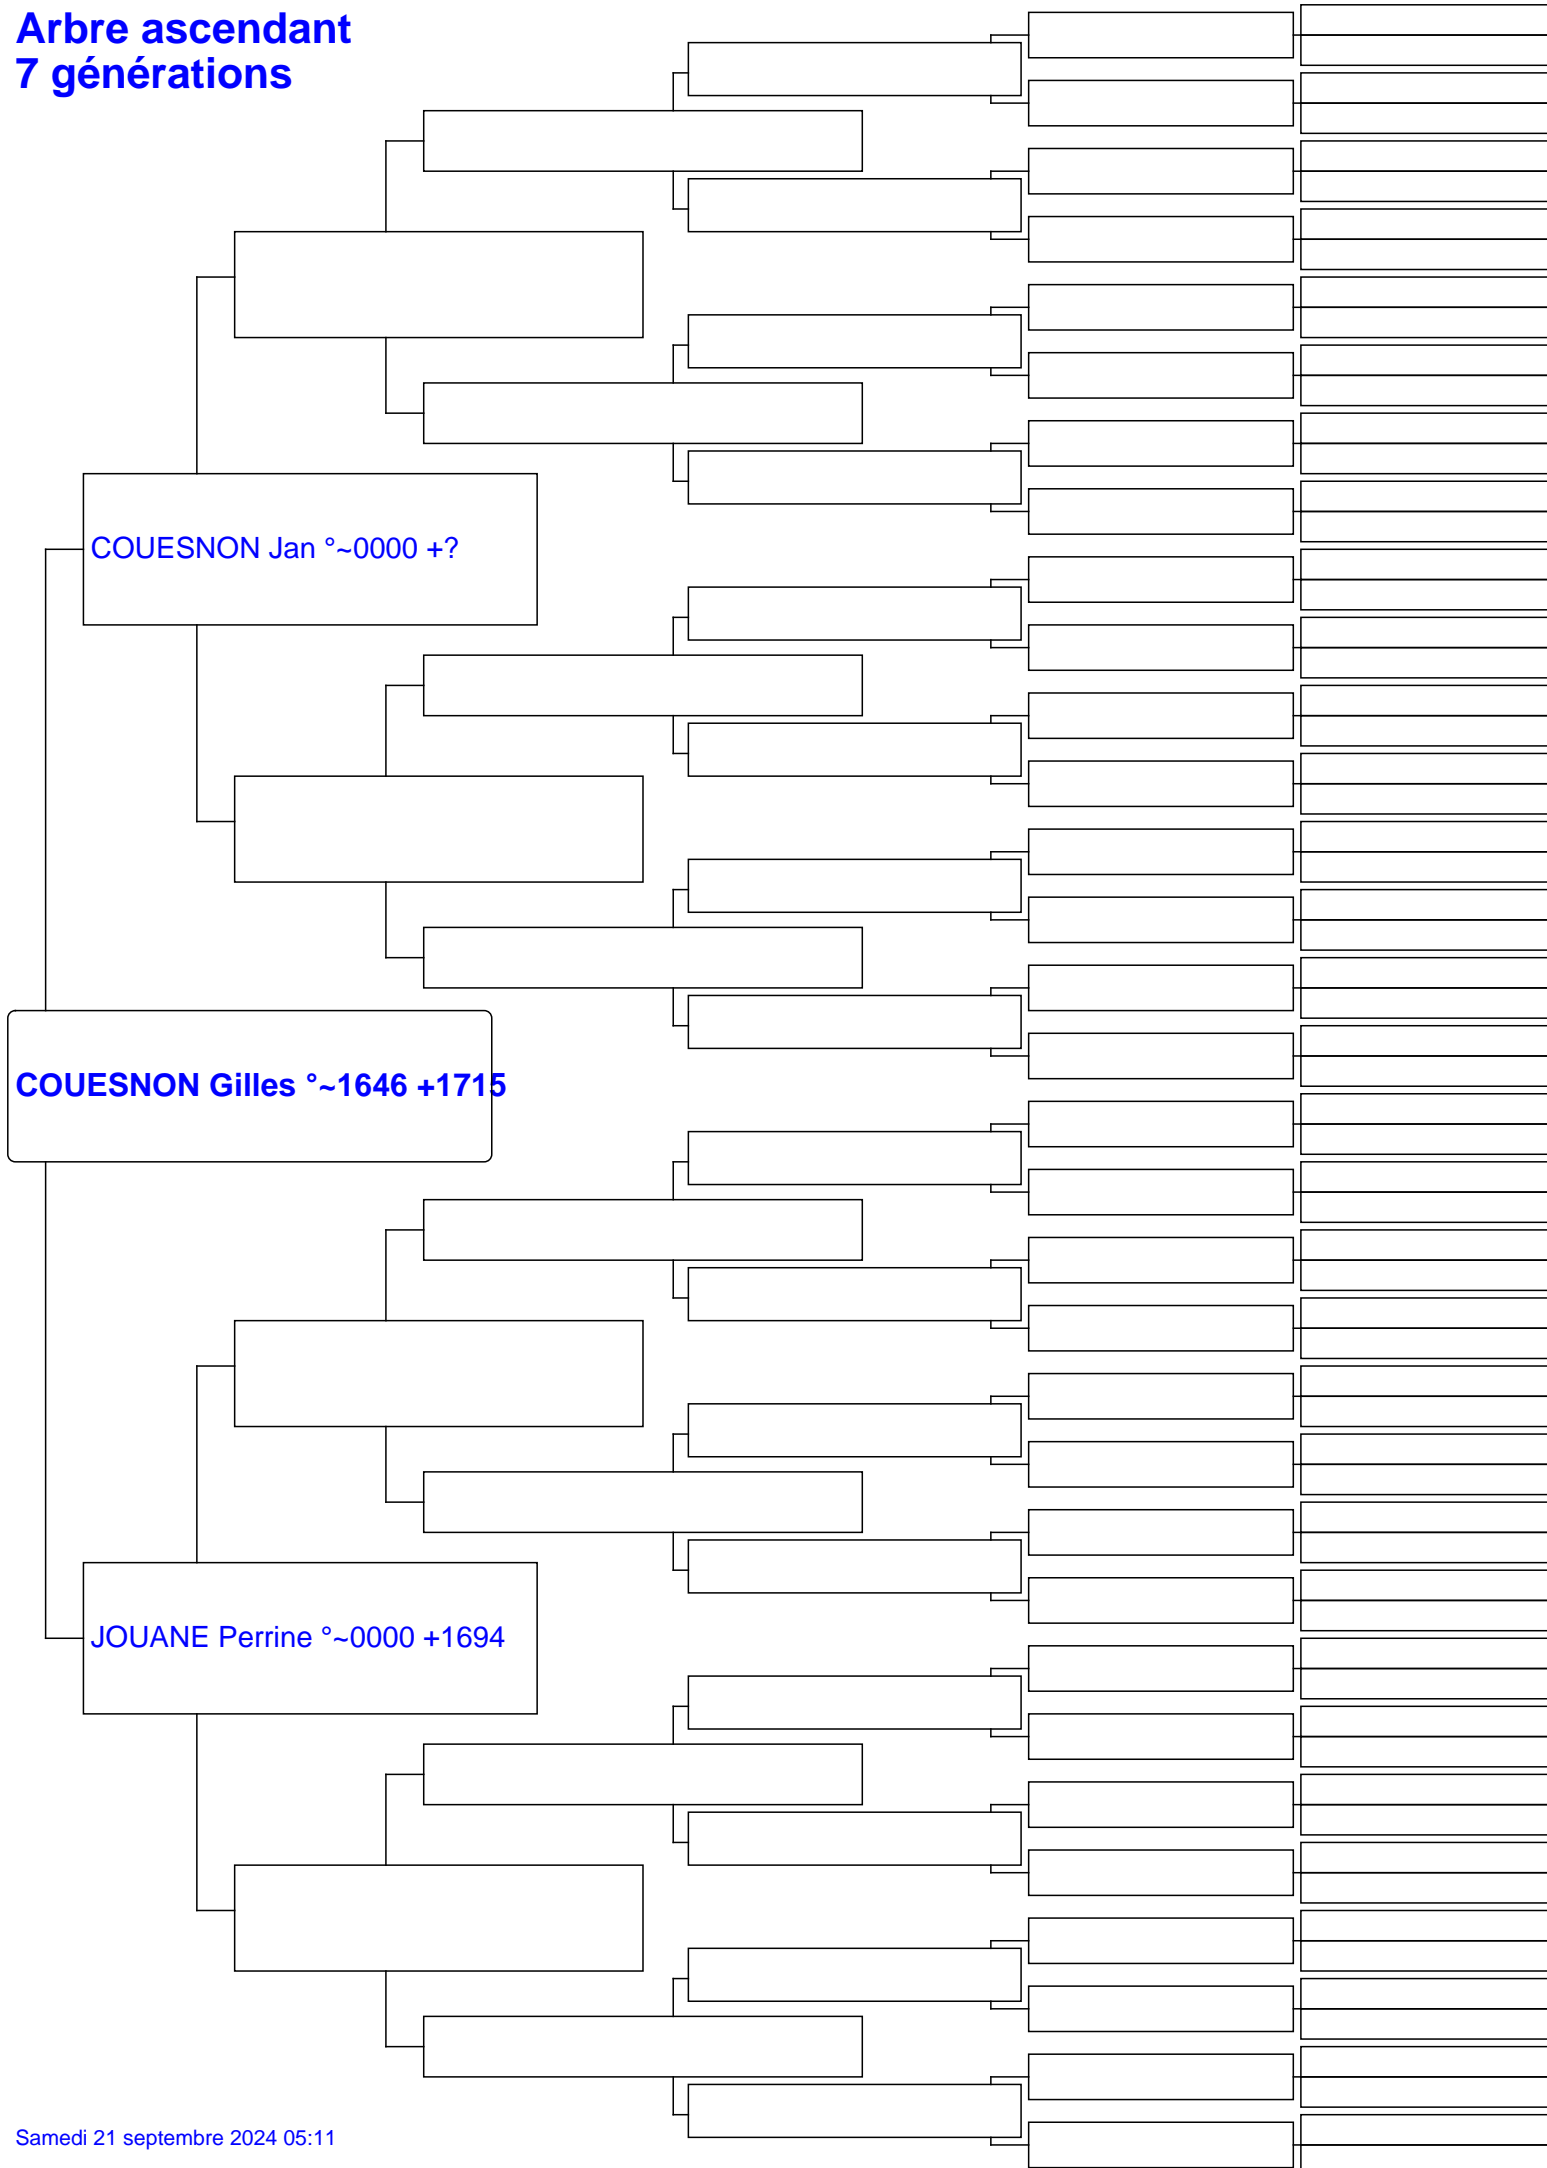 Arbre ascendant
7 générations
COUESNON Jan °~0000 +?
COUESNON Gilles °~1646 +1715
JOUANE Perrine °~0000 +1694
Samedi 21 septembre 2024 05:11